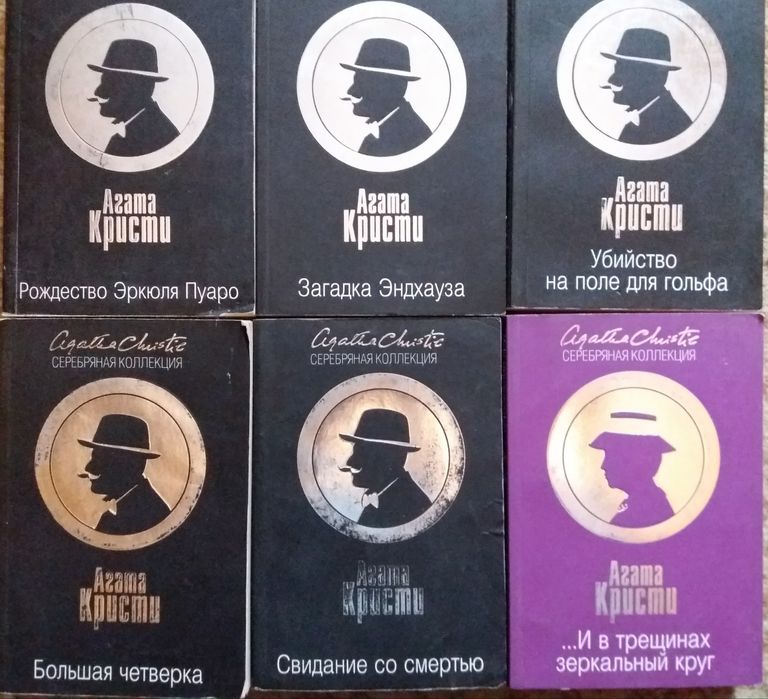 Агата
Кристи
Рождество Эркюля Пуаро
Агата
Кристи
Загадка Эндхауза
Агата
Кристи
Убийство
на поле для гольфа
Agatha Christie
СЕРЕБРЯНАЯ КОЛЛЕКЦИЯ
Агата
Кристи
Большая четверка
Agatha Christie
СЕРЕБРЯНАЯ КОЛЛЕКЦИЯ
Агата
Кристи
Свидание со смертью
Agatha Christie
СЕРЕБРЯНАЯ КОЛЛЕКЦИЯ
Агата
Кристи
...И в трещинах
зеркальный круг